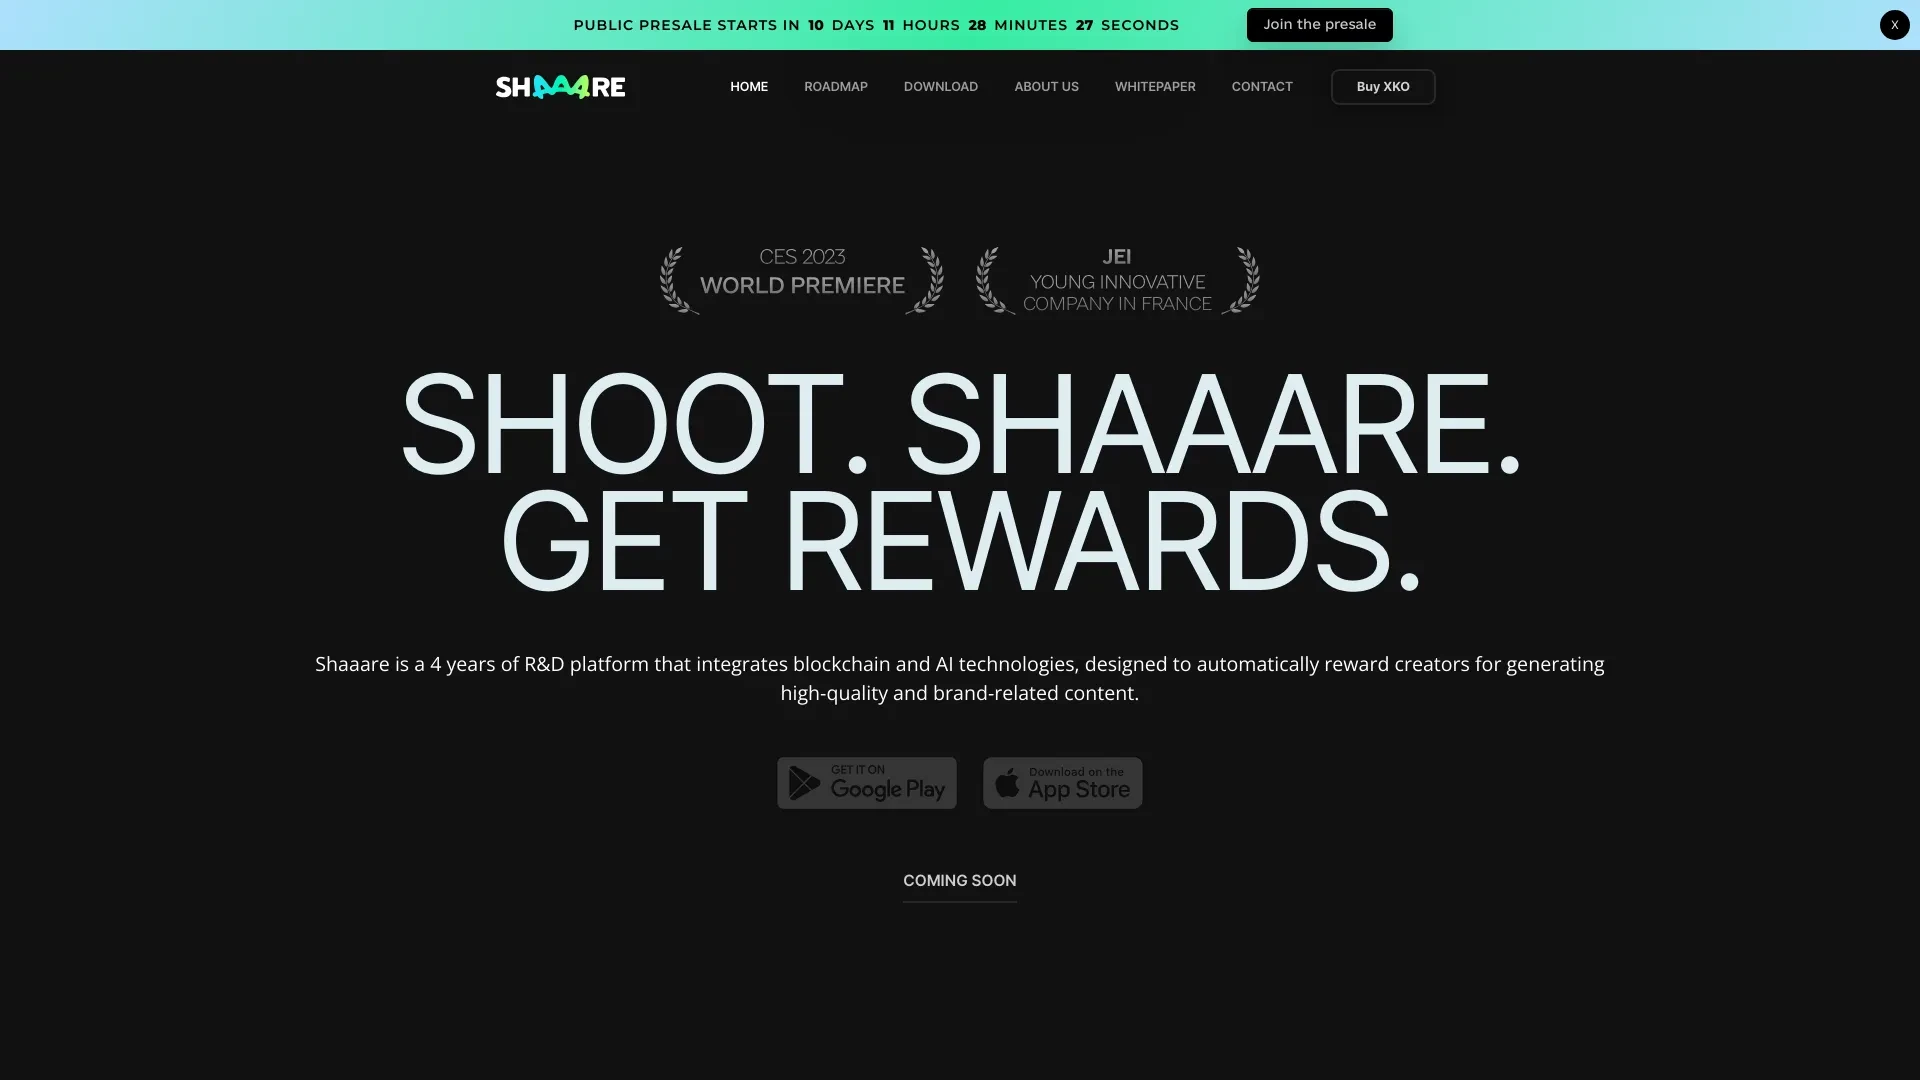 PUBLIC PRESALE STARTS IN 10 DAYS 11 HOURS 28 MINUTES 27 SECONDS
Join the presale
X
SHAAARE
HOME
ROADMAP
DOWNLOAD
ABOUT US
WHITEPAPER
CONTACT
Buy XKO
CES 2023
WORLD PREMIERE
JEI
YOUNG INNOVATIVE
COMPANY IN FRANCE
SHOOT. SHAAARE.
GET REWARDS.
Shaaare is a 4 years of R&D platform that integrates blockchain and AI technologies, designed to automatically reward creators for generating
high-quality and brand-related content.
GET IT ON
Google Play
Download on the
App Store
COMING SOON